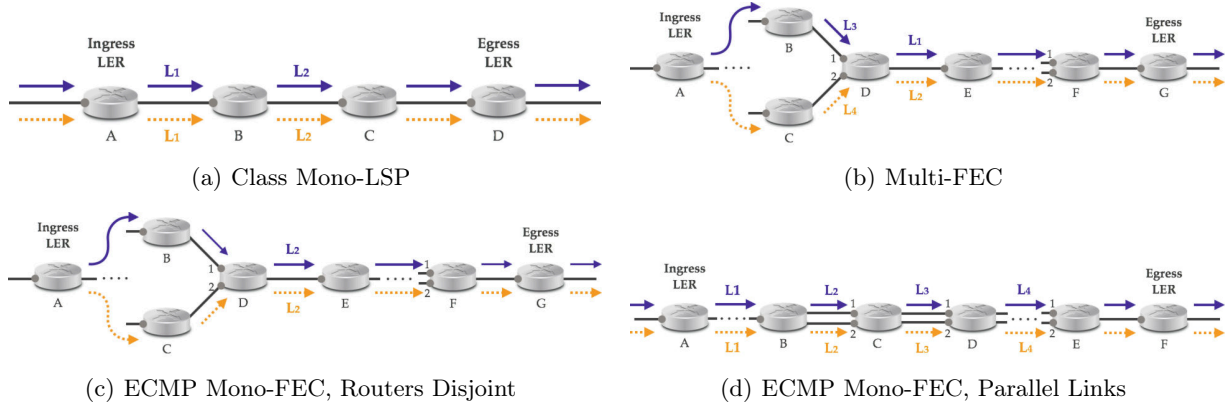 Ingress
LER
Egress
LER
L1
L2
L1
L2
A
B
C
D
(a) Class Mono-LSP
Ingress
LER
Egress
LER
L3
L1
L4
L2
1
2
1
2
A
B
C
D
E
F
G
(b) Multi-FEC
Ingress
LER
Egress
LER
L2
L2
1
2
1
2
A
B
C
D
E
F
G
(c) ECMP Mono-FEC, Routers Disjoint
Ingress
LER
Egress
LER
L1
L2
L3
L4
1
1
1
2
2
2
L1
L2
L3
L4
A
B
C
D
E
F
(d) ECMP Mono-FEC, Parallel Links